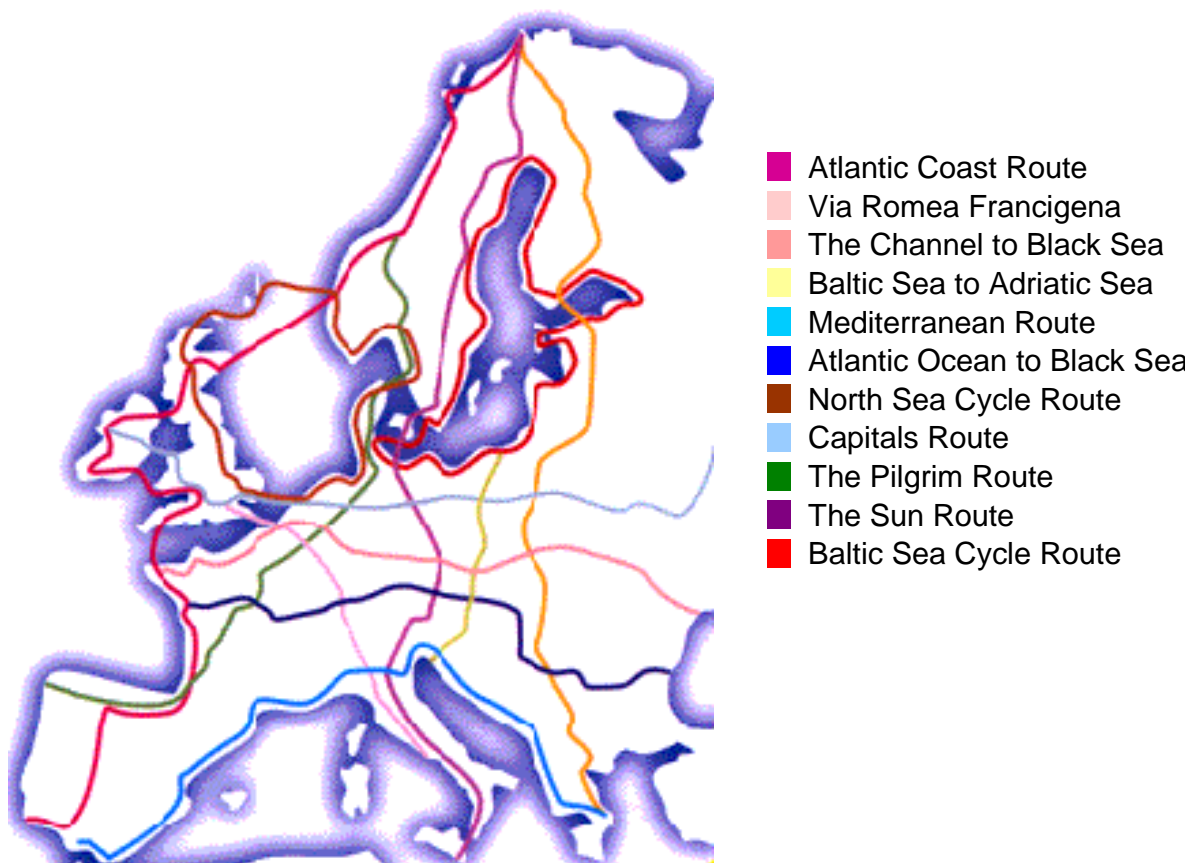 Atlantic Coast Route
Via Romea Francigena
The Channel to Black Sea
Baltic Sea to Adriatic Sea
Mediterranean Route
Atlantic Ocean to Black Sea
North Sea Cycle Route
Capitals Route
The Pilgrim Route
The Sun Route
Baltic Sea Cycle Route